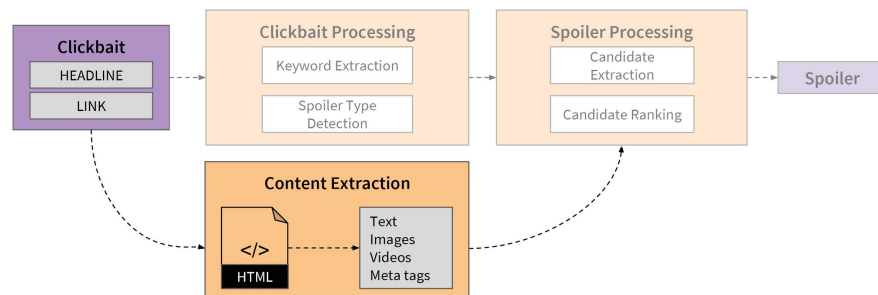 Clickbait
HEADLINE
LINK
Clickbait Processing
Keyword Extraction
Spoiler Type
Detection
Spoiler Processing
Candidate
Extraction
Candidate Ranking
Spoiler
Content Extraction
</>
HTML
Text
Images
Videos
Meta tags